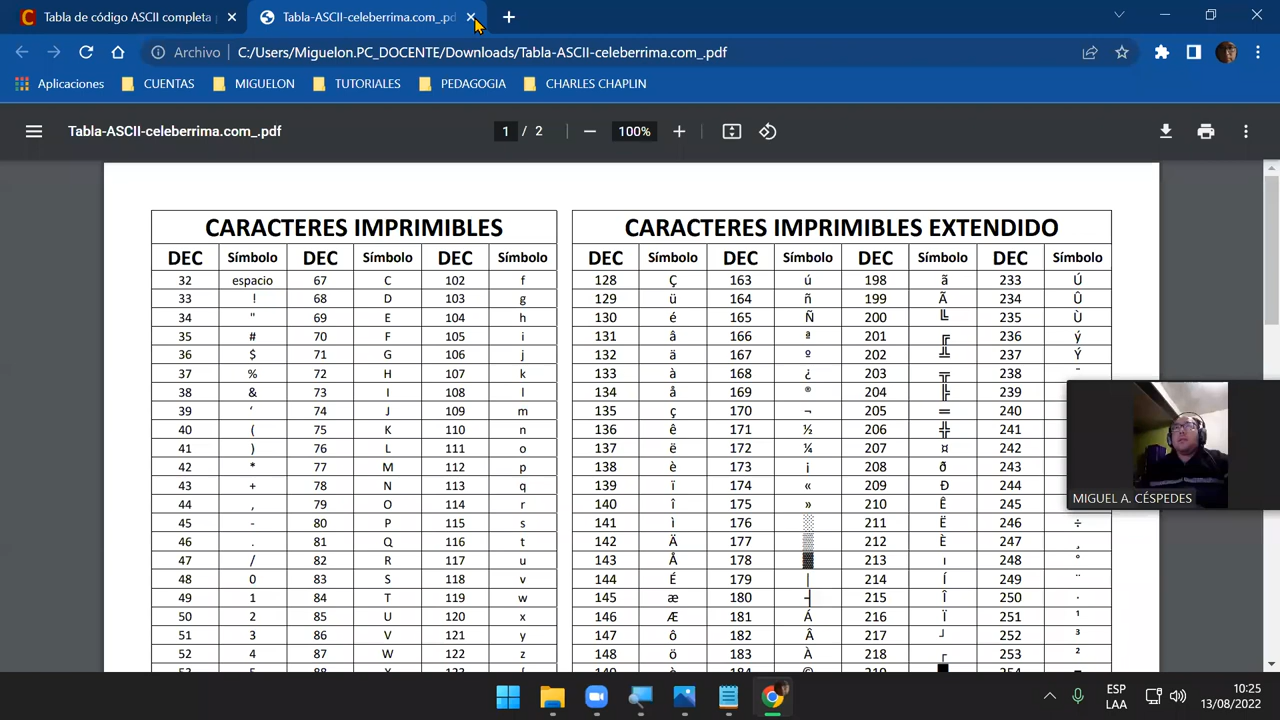 Tabla de código ASCII completa
Tabla-ASCII-celeberrima.com_.pd
Archivo C:/Users/Miguelon.PC_DOCENTE/Downloads/Tabla-ASCII-celeberrima.com_.pdf
Aplicaciones CUENTAS MIGUELON TUTORIALES PEDAGOGIA CHARLES CHAPLIN
Tabla-ASCII-celeberrima.com_.pdf 1 / 2 100%
CARACTERES IMPRIMIBLES CARACTERES IMPRIMIBLES EXTENDIDO
DEC Símbolo DEC Símbolo DEC Símbolo DEC Símbolo DEC Símbolo DEC Símbolo DEC Símbolo
32 espacio 67 C 102 f 128 Ç 163 ú 198 ã 233 Ú
33 ! 68 D 103 g 129 ü 164 ñ 199 Ã 234 Û
34 " 69 E 104 h 130 é 165 Ñ 200 ╚ 235 Ù
35 # 70 F 105 i 131 â 166 ª 201 ╔ 236 ý
36 $ 71 G 106 j 132 ä 167 º 202 ╩ 237 Ý
37 % 72 H 107 k 133 à 168 ¿ 203 ╦ 238 ¯
38 & 73 I 108 l 134 å 169 ® 204 ╠ 239
39 ‘ 74 J 109 m 135 ç 170 ¬ 205 ═ 240
40 ( 75 K 110 n 136 ê 171 ½ 206 ╬ 241
41 ) 76 L 111 o 137 ë 172 ¼ 207 ¤ 242
42 * 77 M 112 p 138 è 173 ¡ 208 ð 243
43 + 78 N 113 q 139 ï 174 « 209 Ð 244
44 , 79 O 114 r 140 î 175 » 210 Ê 245
45 - 80 P 115 s 141 ì 176 ░ 211 Ë 246 ÷
46 . 81 Q 116 t 142 Ä 177 ▒ 212 È 247 ¸
47 / 82 R 117 u 143 Å 178 ▓ 213 ı 248 °
48 0 83 S 118 v 144 É 179 │ 214 Í 249 ¨
49 1 84 T 119 w 145 æ 180 ┤ 215 Î 250 ·
50 2 85 U 120 x 146 Æ 181 Á 216 Ï 251 ¹
51 3 86 V 121 y 147 ô 182 Â 217 ┘ 252 ³
52 4 87 W 122 z 148 ö 183 À 218 ┌ 253 ²
MIGUEL A. CÉSPEDES
ESP
LAA
10:25
13/08/2022